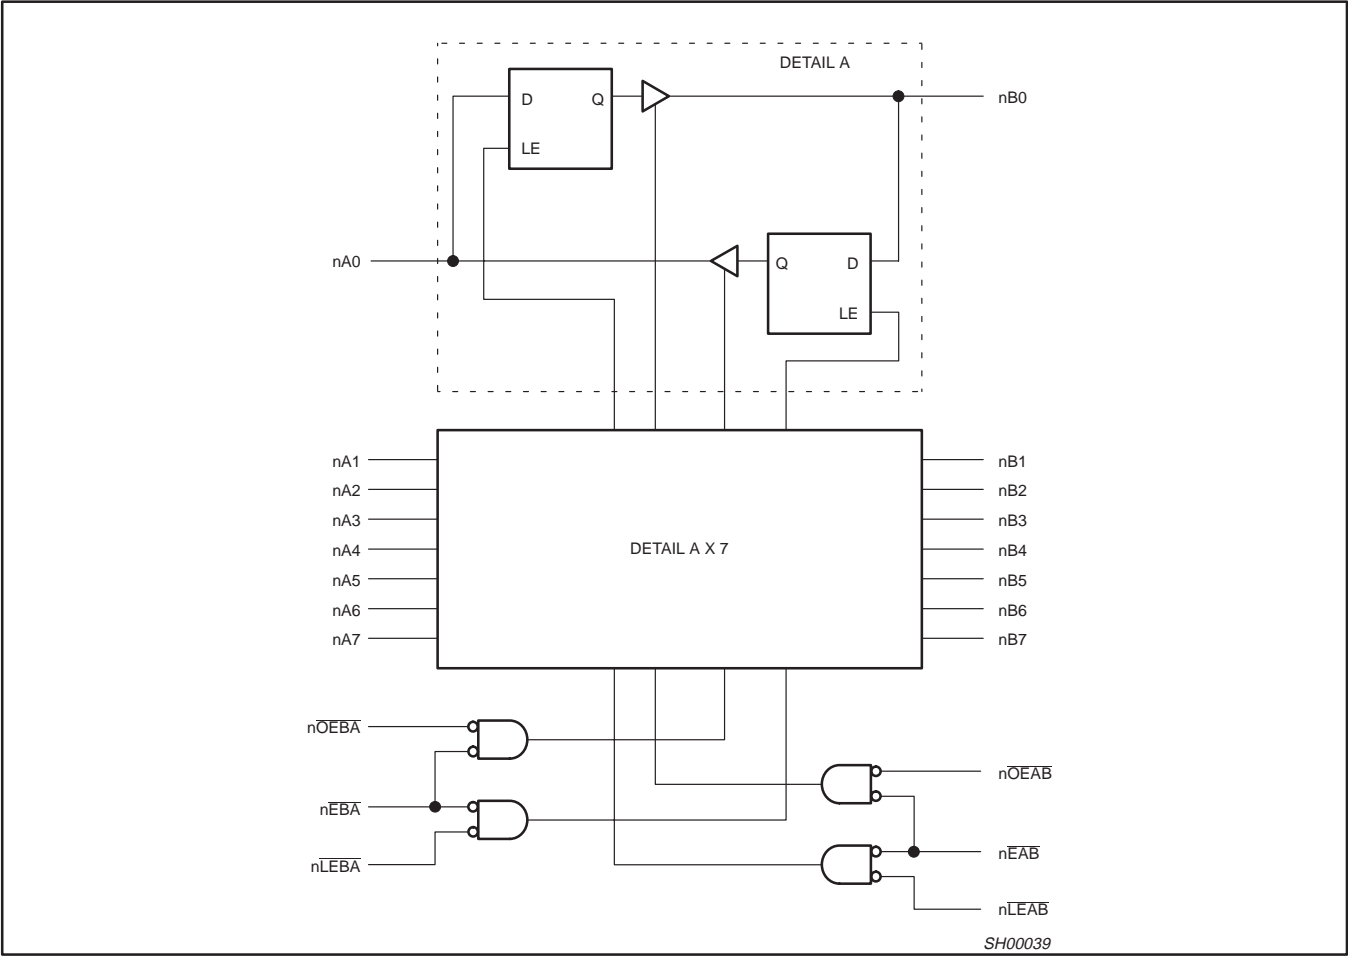 DETAIL A
D Q
LE
nB0
nA0
Q D
LE
nA1
nA2
nA3
nA4
nA5
nA6
nA7
DETAIL A X 7
nB1
nB2
nB3
nB4
nB5
nB6
nB7
nOEBA
nEBA
nLEBA
nOEAB
nEAB
nLEAB
SH00039